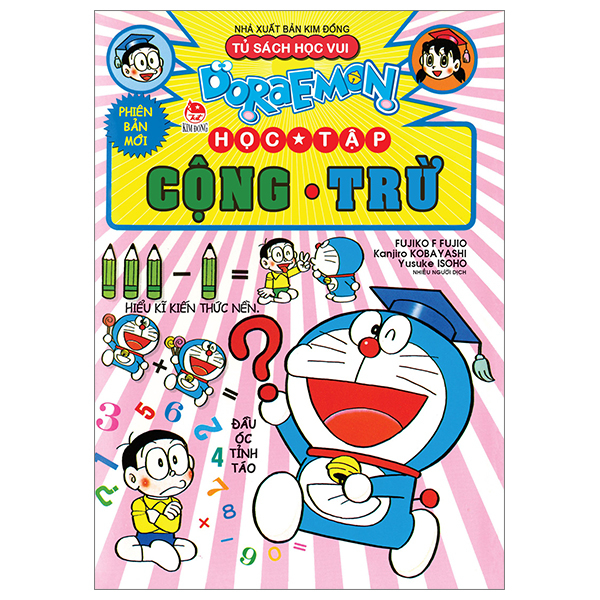 NHÀ XUẤT BẢN KIM ĐỒNG
TỦ SÁCH HỌC VUI
DORAEMON
PHIÊN
BẢN
MỚI
KIM ĐỒNG
HỌC★TẬP
CỘNG • TRỪ
FUJIKO F FUJIO
Kanjiro KOBAYASHI
Yusuke ISOHO
NHIỀU NGƯỜI DỊCH
- =
HIỂU KĨ KIẾN THỨC NỀN.
+ = ?
3 5 6 2
4
ĐẦU
ÓC
TỈNH
TÁO
? 1
8 × 7
- 9 0 =